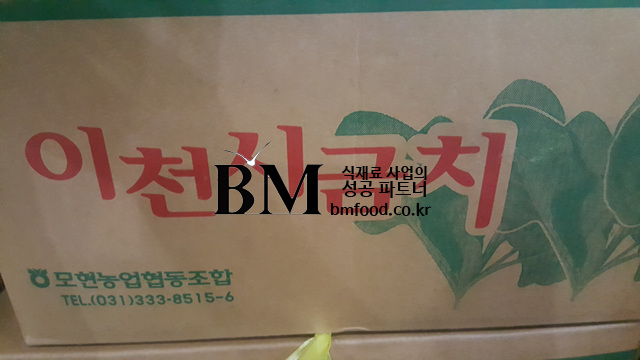 이천시금치
BM
식재료 사업의
성공 파트너
bmfood.co.kr
모현농업협동조합
TEL.(031)333-8515-6